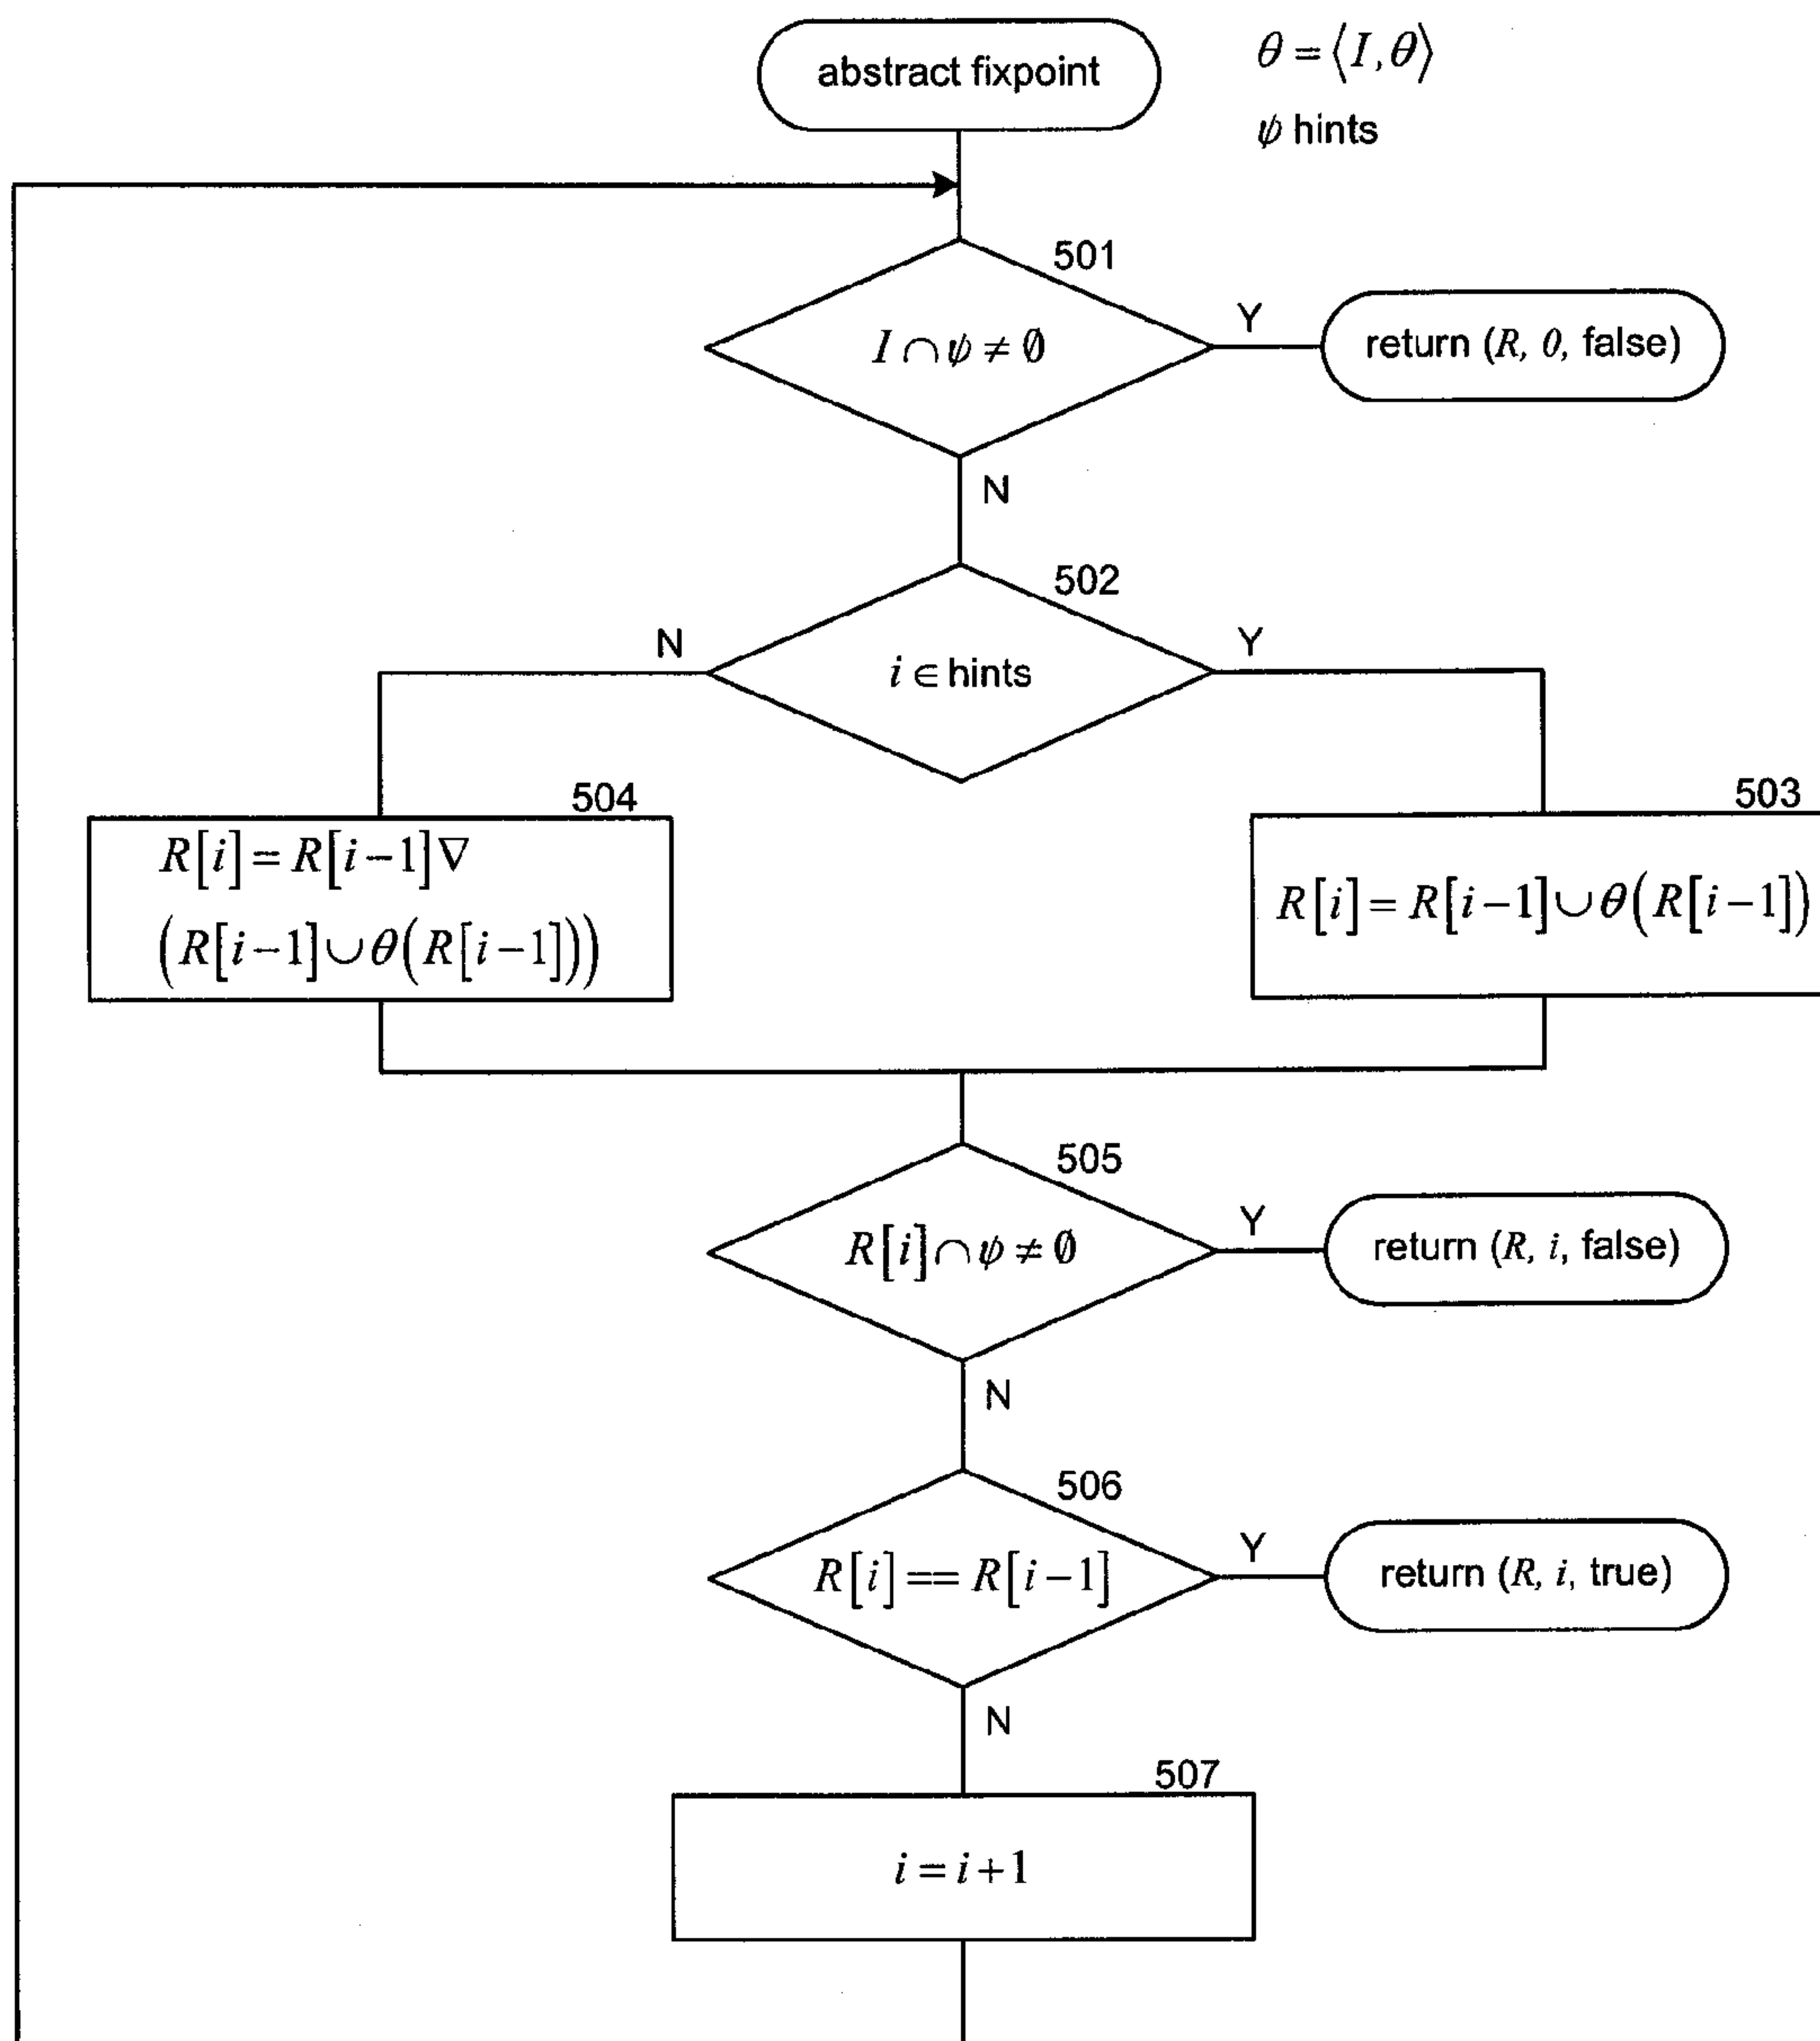 abstract fixpoint
θ = ⟨I, θ⟩
ψ hints
501
I ∩ ψ ≠ ∅
Y
return (R, 0, false)
N
502
N
i ∈ hints
Y
504
R[i] = R[i−1]∇
(R[i−1] ∪ θ(R[i−1]))
503
R[i] = R[i−1] ∪ θ(R[i−1])
505
R[i] ∩ ψ ≠ ∅
Y
return (R, i, false)
N
506
R[i] == R[i−1]
Y
return (R, i, true)
N
507
i = i+1